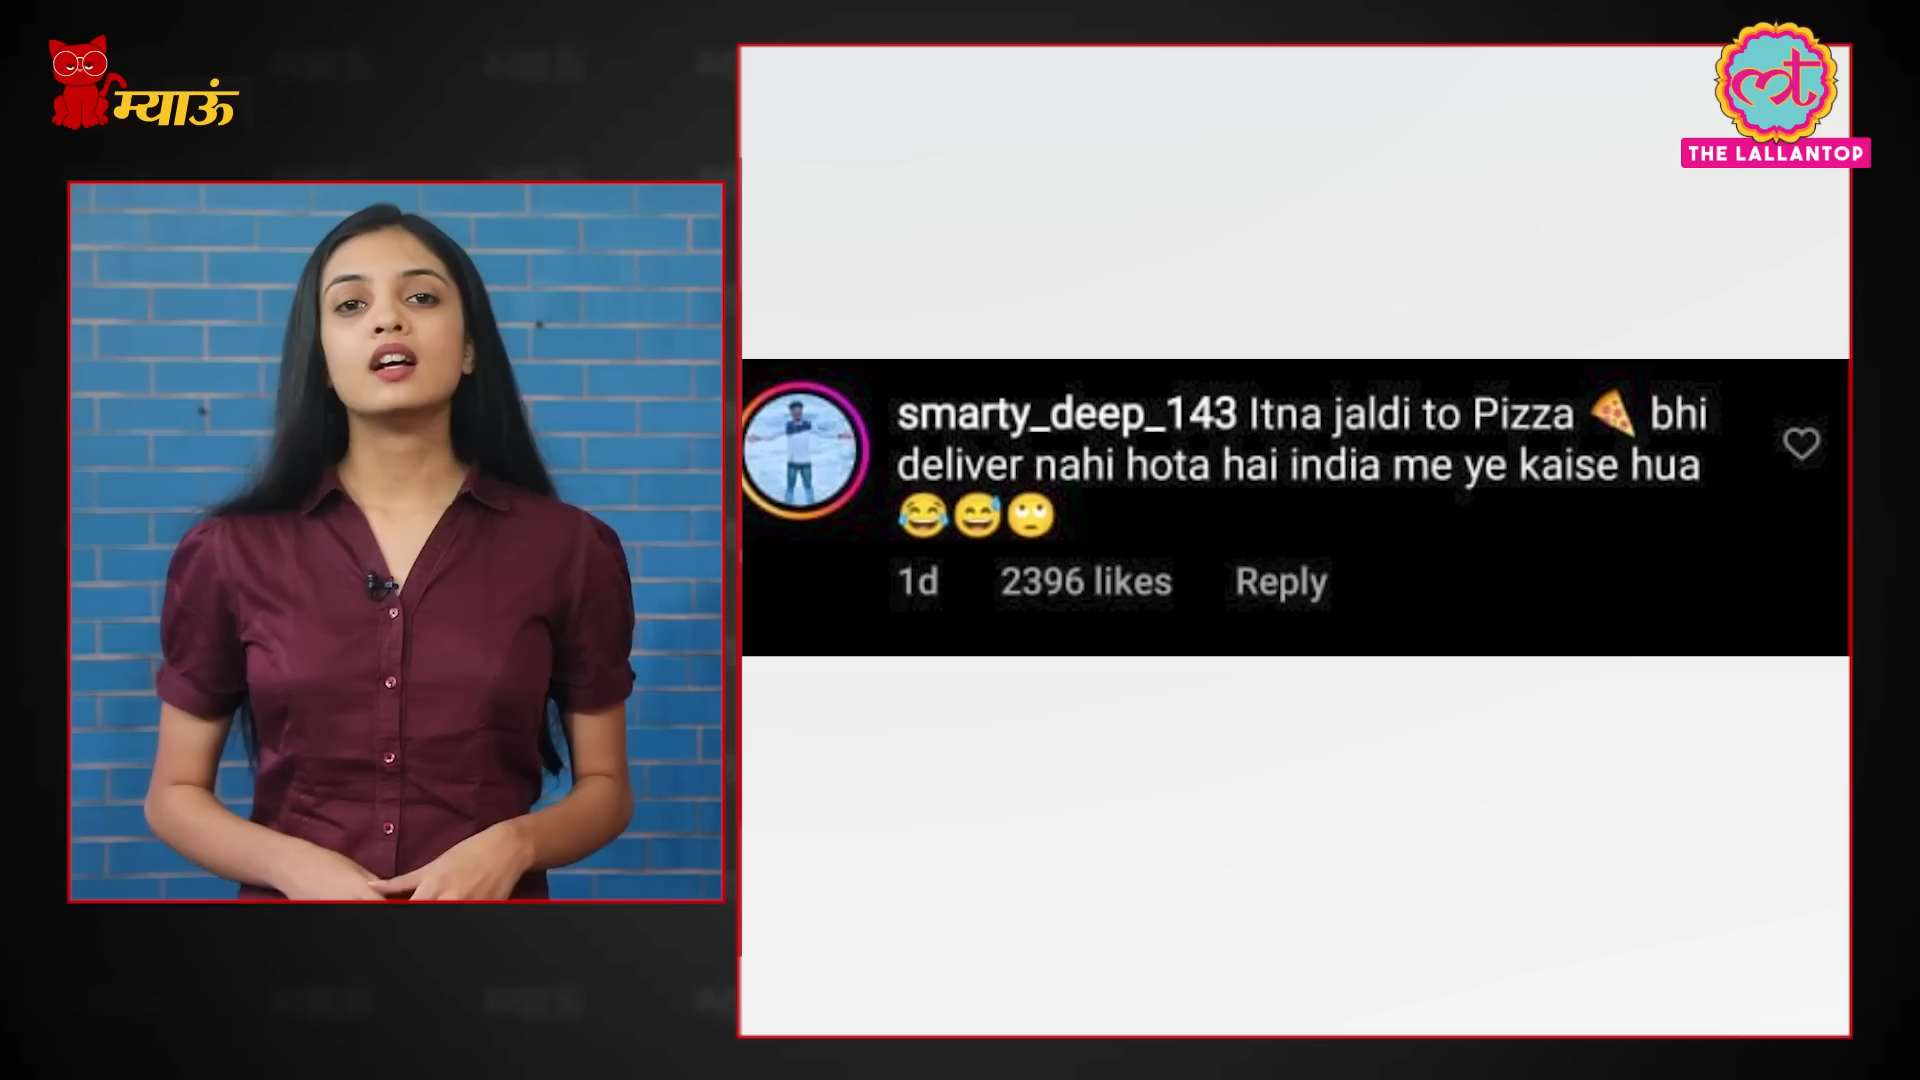 म्याऊं
THE LALLANTOP
smarty_deep_143 Itna jaldi to Pizza 🍕 bhi
deliver nahi hota hai india me ye kaise hua
😂😅🙄
1d 2396 likes Reply